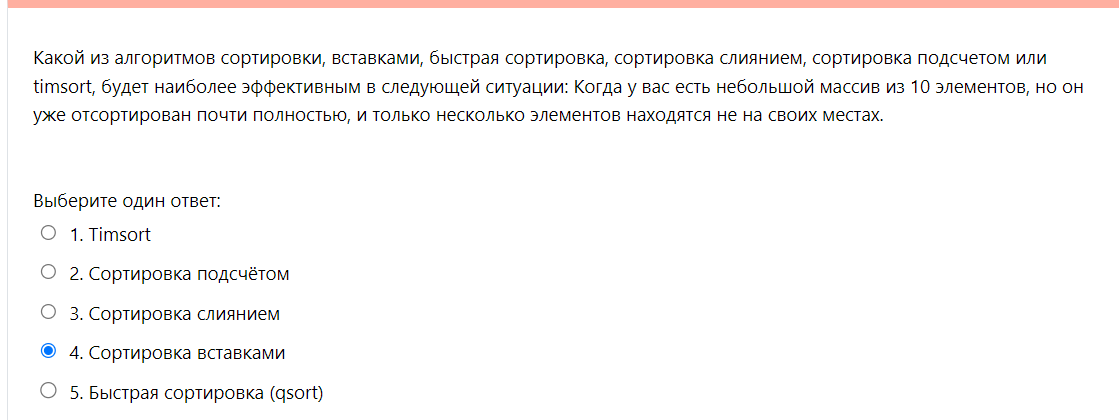 Какой из алгоритмов сортировки, вставками, быстрая сортировка, сортировка слиянием, сортировка подсчетом или
timsort, будет наиболее эффективным в следующей ситуации: Когда у вас есть небольшой массив из 10 элементов, но он
уже отсортирован почти полностью, и только несколько элементов находятся не на своих местах.
Выберите один ответ:
1. Timsort
2. Сортировка подсчётом
3. Сортировка слиянием
4. Сортировка вставками
5. Быстрая сортировка (qsort)